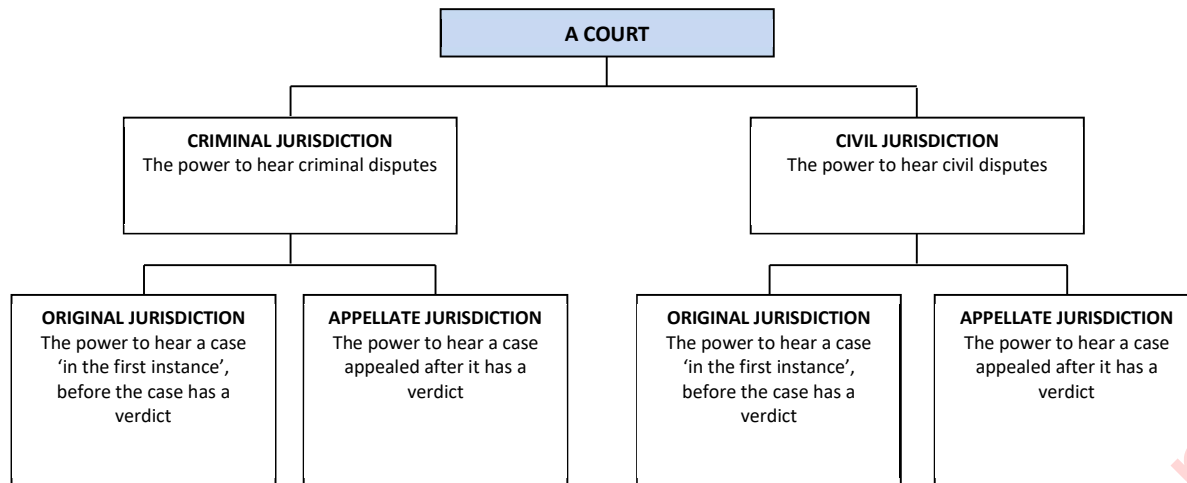 A COURT
CRIMINAL JURISDICTION
The power to hear criminal disputes
CIVIL JURISDICTION
The power to hear civil disputes
ORIGINAL JURISDICTION
The power to hear a case
‘in the first instance’,
before the case has a
verdict
APPELLATE JURISDICTION
The power to hear a case
appealed after it has a
verdict
ORIGINAL JURISDICTION
The power to hear a case
‘in the first instance’,
before the case has a
verdict
APPELLATE JURISDICTION
The power to hear a case
appealed after it has a
verdict